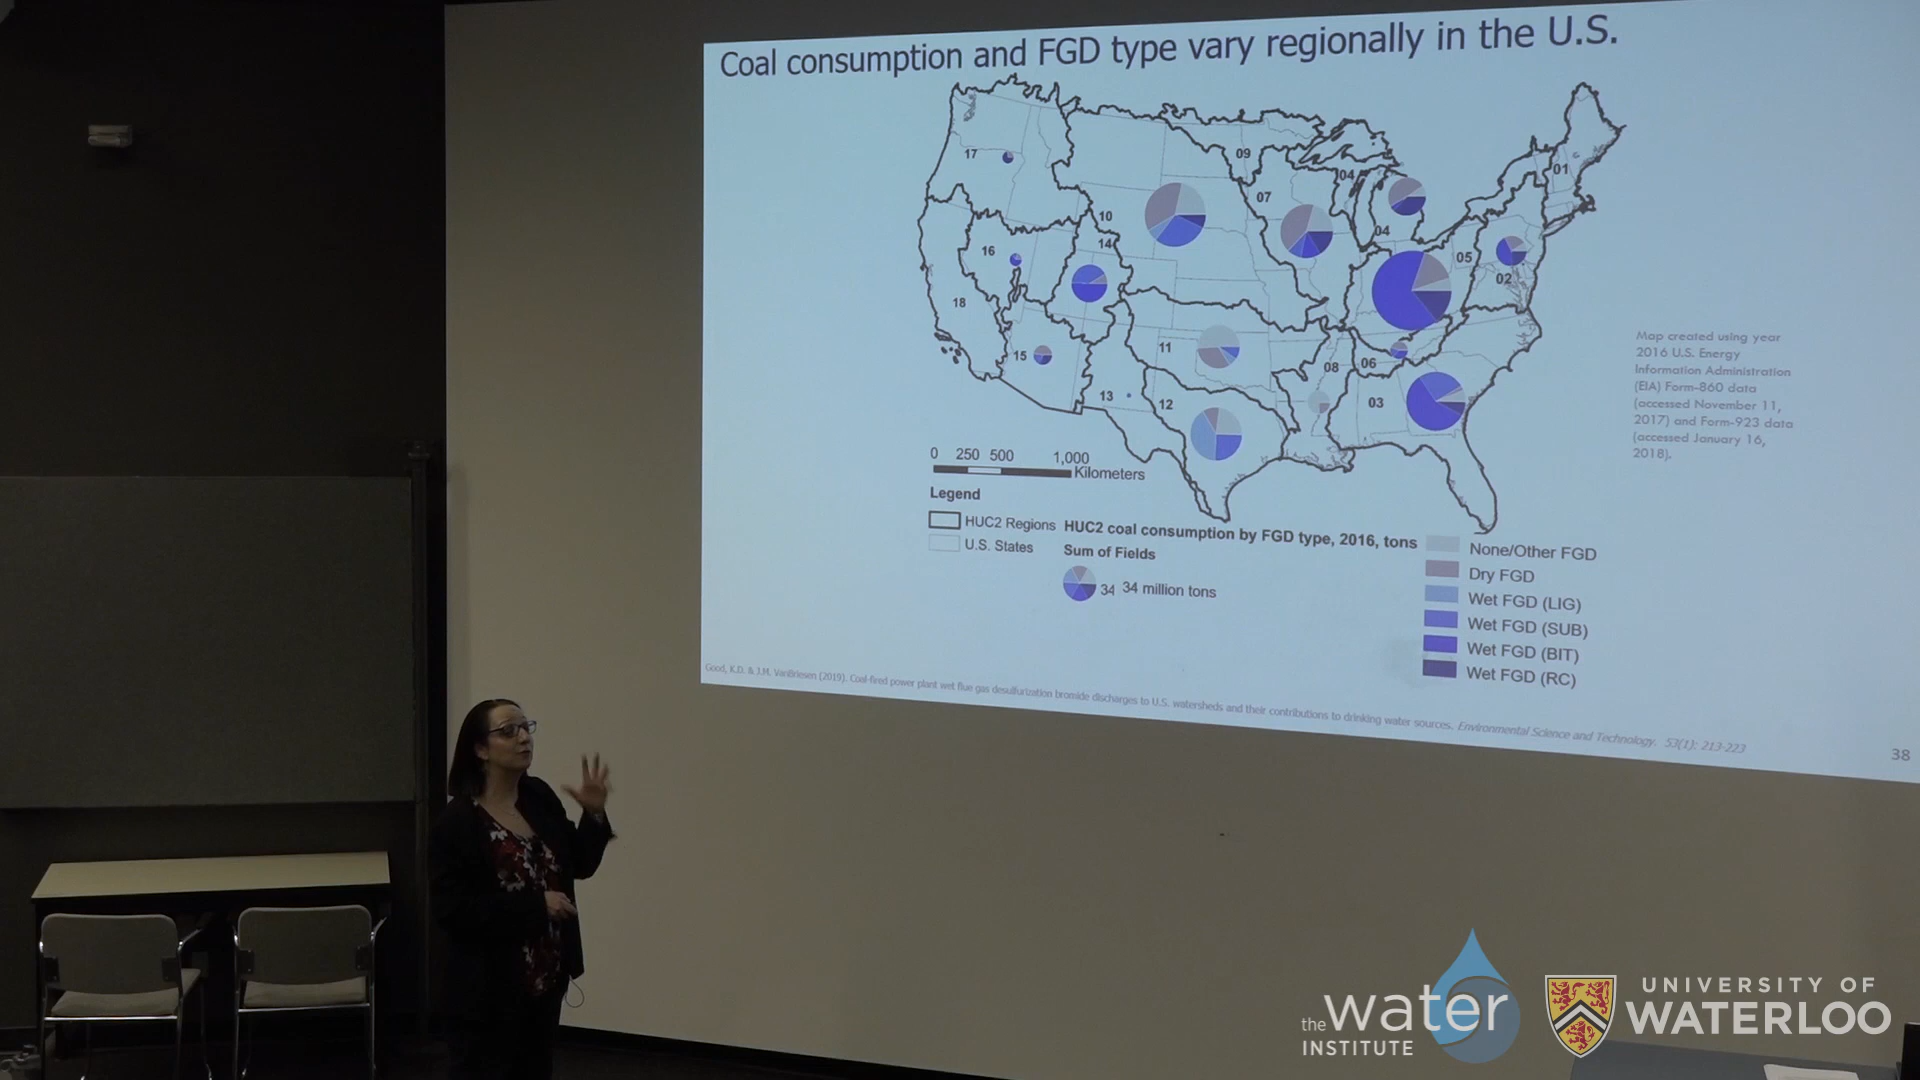 Coal consumption and FGD type vary regionally in the U.S.
17
09
04
01
07
10
14
16
04
05
02
18
11
15
06
08
13
12
03
Map created using year
2016 U.S. Energy
Information Administration
(EIA) Form-860 data
(accessed November 11,
2017) and Form-923 data
(accessed January 16,
2018).
0 250 500 1,000
Kilometers
Legend
HUC2 Regions
U.S. States
HUC2 coal consumption by FGD type, 2016, tons
Sum of Fields
34 34 million tons
None/Other FGD
Dry FGD
Wet FGD (LIG)
Wet FGD (SUB)
Wet FGD (BIT)
Wet FGD (RC)
Good, K.D. & J.M. VanBriesen (2019). Coal-fired power plant wet flue gas desulfurization bromide discharges to U.S. watersheds and their contributions to drinking water sources. Environmental Science and Technology. 53(1): 213-223
38
the water
INSTITUTE
UNIVERSITY OF
WATERLOO